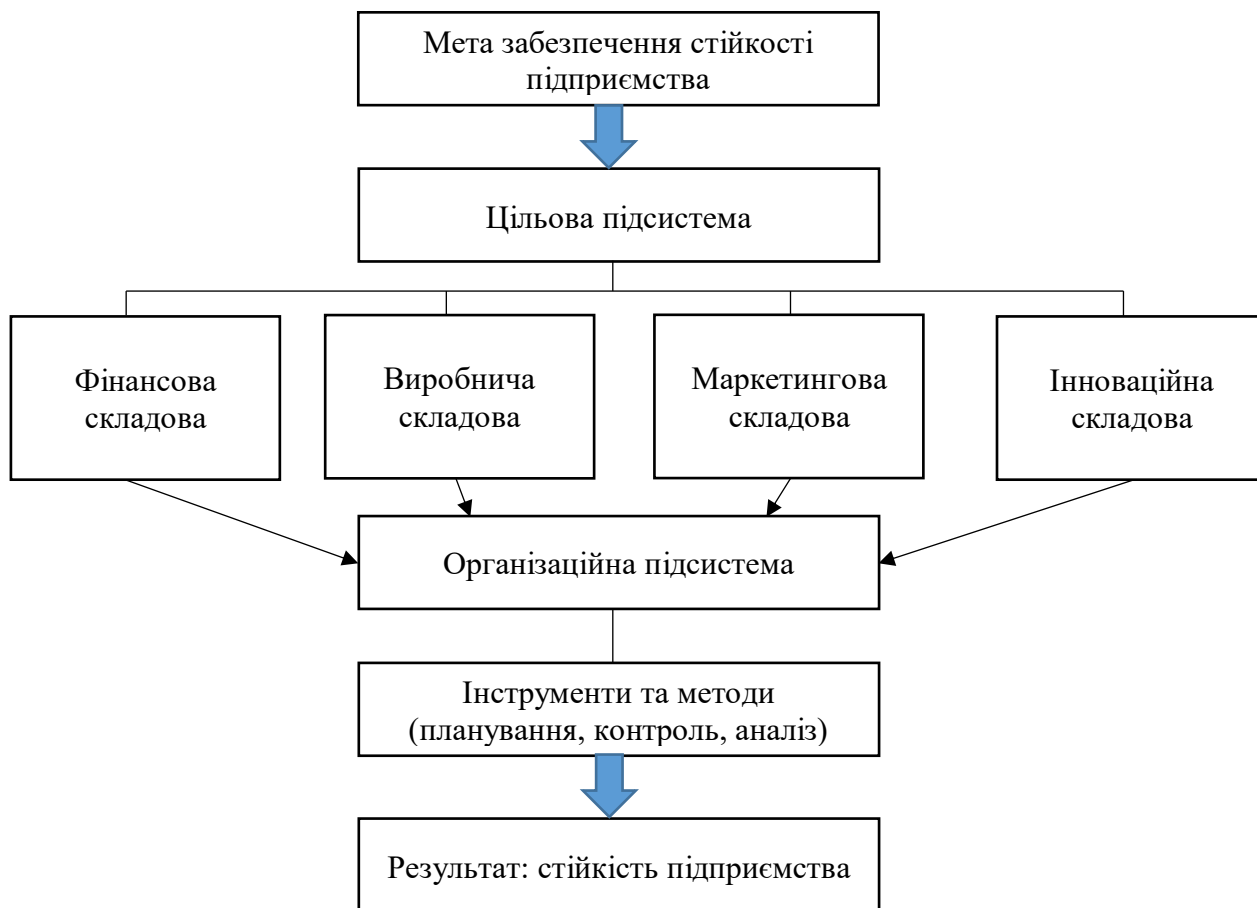 Мета забезпечення стійкості
підприємства
Цільова підсистема
Фінансова
складова
Виробнича
складова
Маркетингова
складова
Інноваційна
складова
Організаційна підсистема
Інструменти та методи
(планування, контроль, аналіз)
Результат: стійкість підприємства